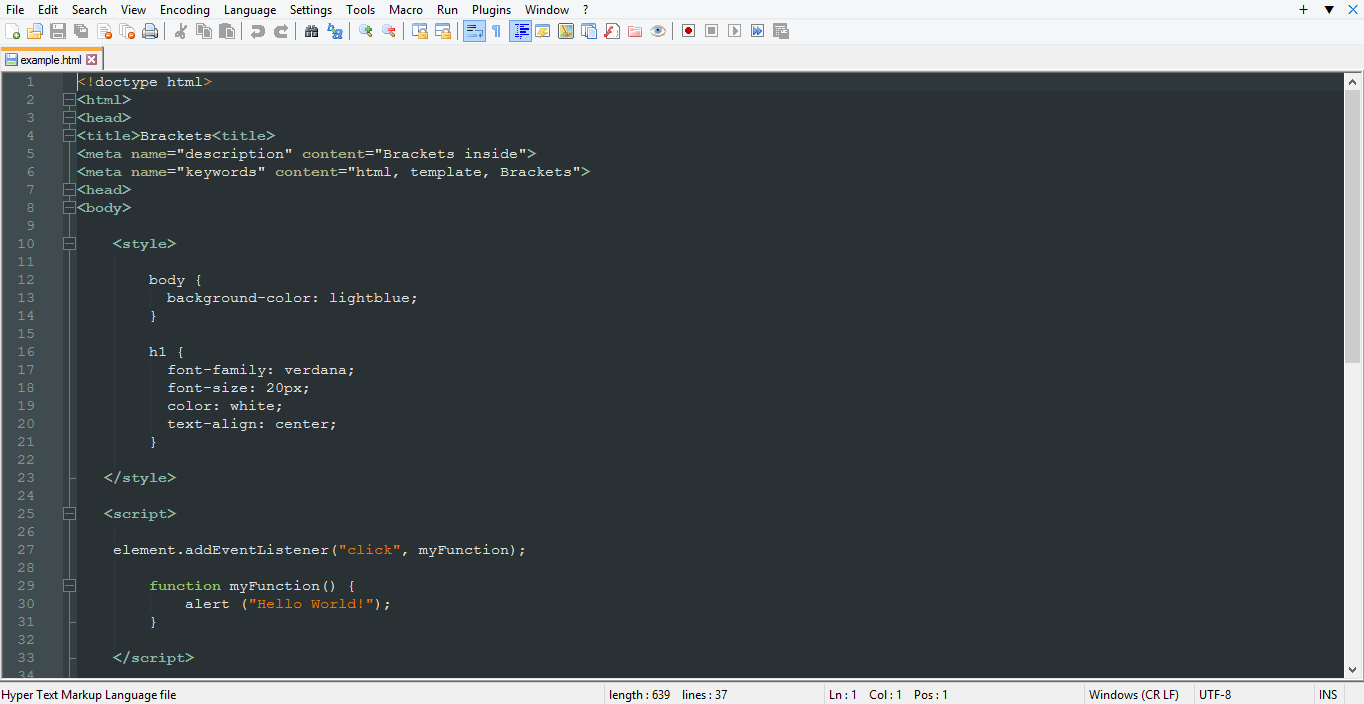 File Edit Search View Encoding Language Settings Tools Macro Run Plugins Window ?
example.html
1 <!doctype html>
2 <html>
3 <head>
4 <title>Brackets<title>
5 <meta name="description" content="Brackets inside">
6 <meta name="keywords" content="html, template, Brackets">
7 <head>
8 <body>
9
10 <style>
11
12 body {
13 background-color: lightblue;
14 }
15
16 h1 {
17 font-family: verdana;
18 font-size: 20px;
19 color: white;
20 text-align: center;
21 }
22
23 </style>
24
25 <script>
26
27 element.addEventListener("click", myFunction);
28
29 function myFunction() {
30 alert ("Hello World!");
31 }
32
33 </script>
34
Hyper Text Markup Language file length : 639 lines : 37 Ln : 1 Col : 1 Pos : 1 Windows (CR LF) UTF-8 INS